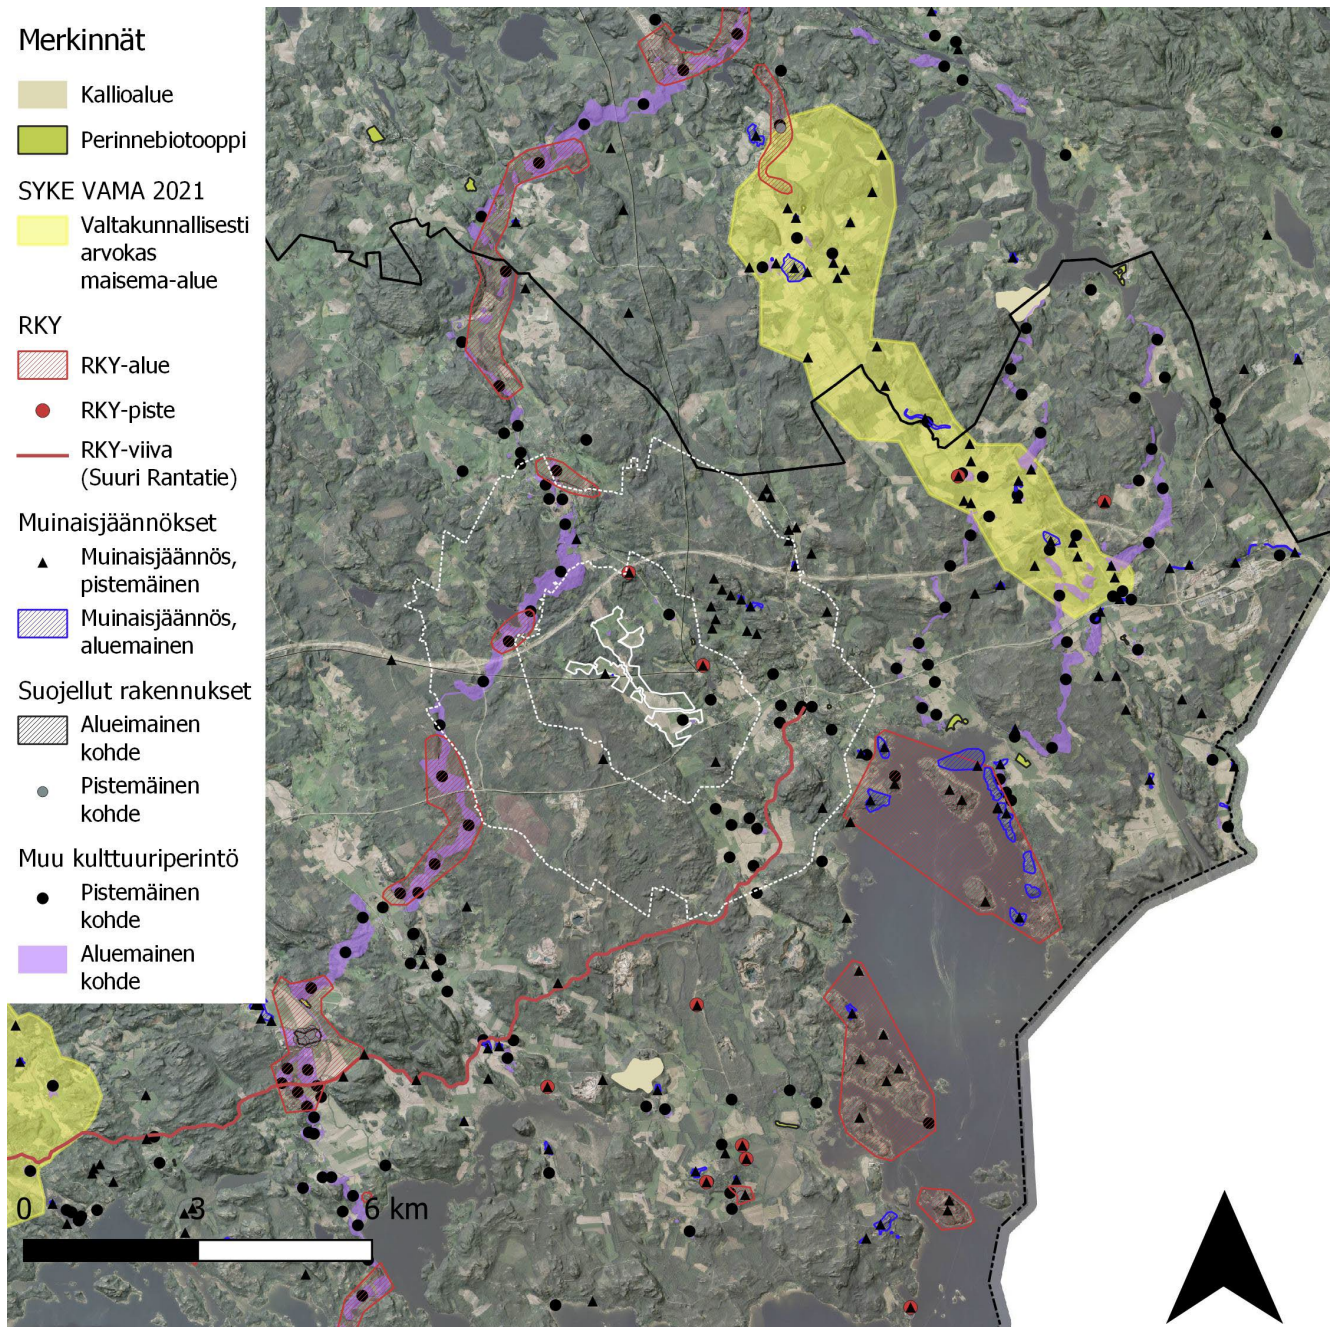 Merkinnät
Kallioalue
Perinnebiotooppi
SYKE VAMA 2021
Valtakunnallisesti
arvokas
maisema-alue
RKY
RKY-alue
RKY-piste
RKY-viiva
(Suuri Rantatie)
Muinaisjäännökset
Muinaisjäännös,
pistemäinen
Muinaisjäännös,
aluemainen
Suojellut rakennukset
Alueimainen
kohde
Pistemäinen
kohde
Muu kulttuuriperintö
Pistemäinen
kohde
Aluemainen
kohde
0 3 6 km